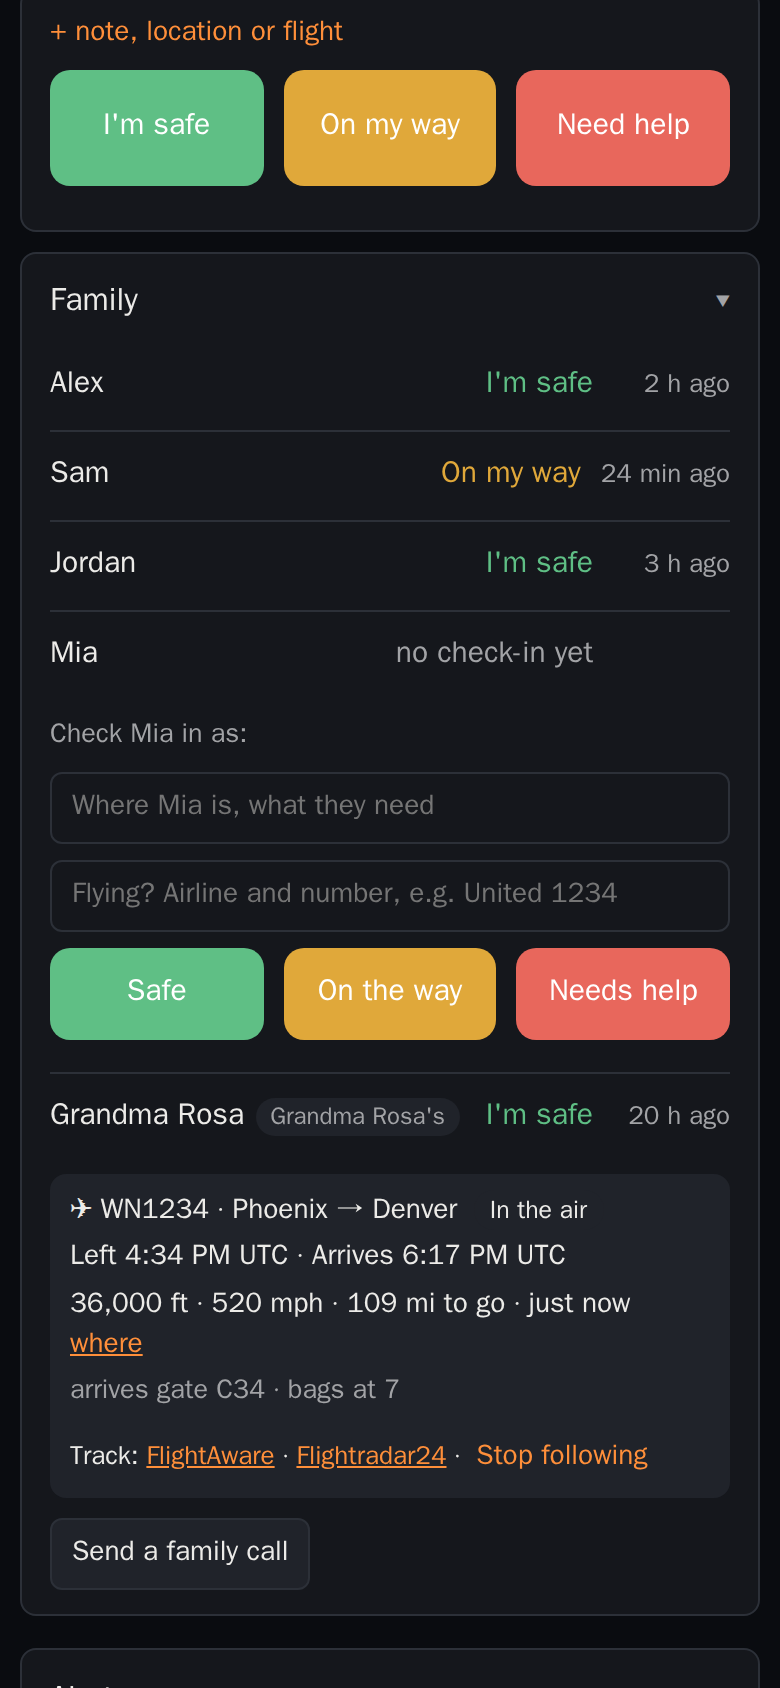 + note, location or flight
I'm safe
On my way
Need help
Family ▼
Alex I'm safe 2 h ago
Sam On my way 24 min ago
Jordan I'm safe 3 h ago
Mia no check-in yet
Check Mia in as:
Where Mia is, what they need
Flying? Airline and number, e.g. United 1234
Safe
On the way
Needs help
Grandma Rosa Grandma Rosa's I'm safe 20 h ago
✈ WN1234 · Phoenix → Denver In the air
Left 4:34 PM UTC · Arrives 6:17 PM UTC
36,000 ft · 520 mph · 109 mi to go · just now
where
arrives gate C34 · bags at 7
Track: FlightAware · Flightradar24 · Stop following
Send a family call